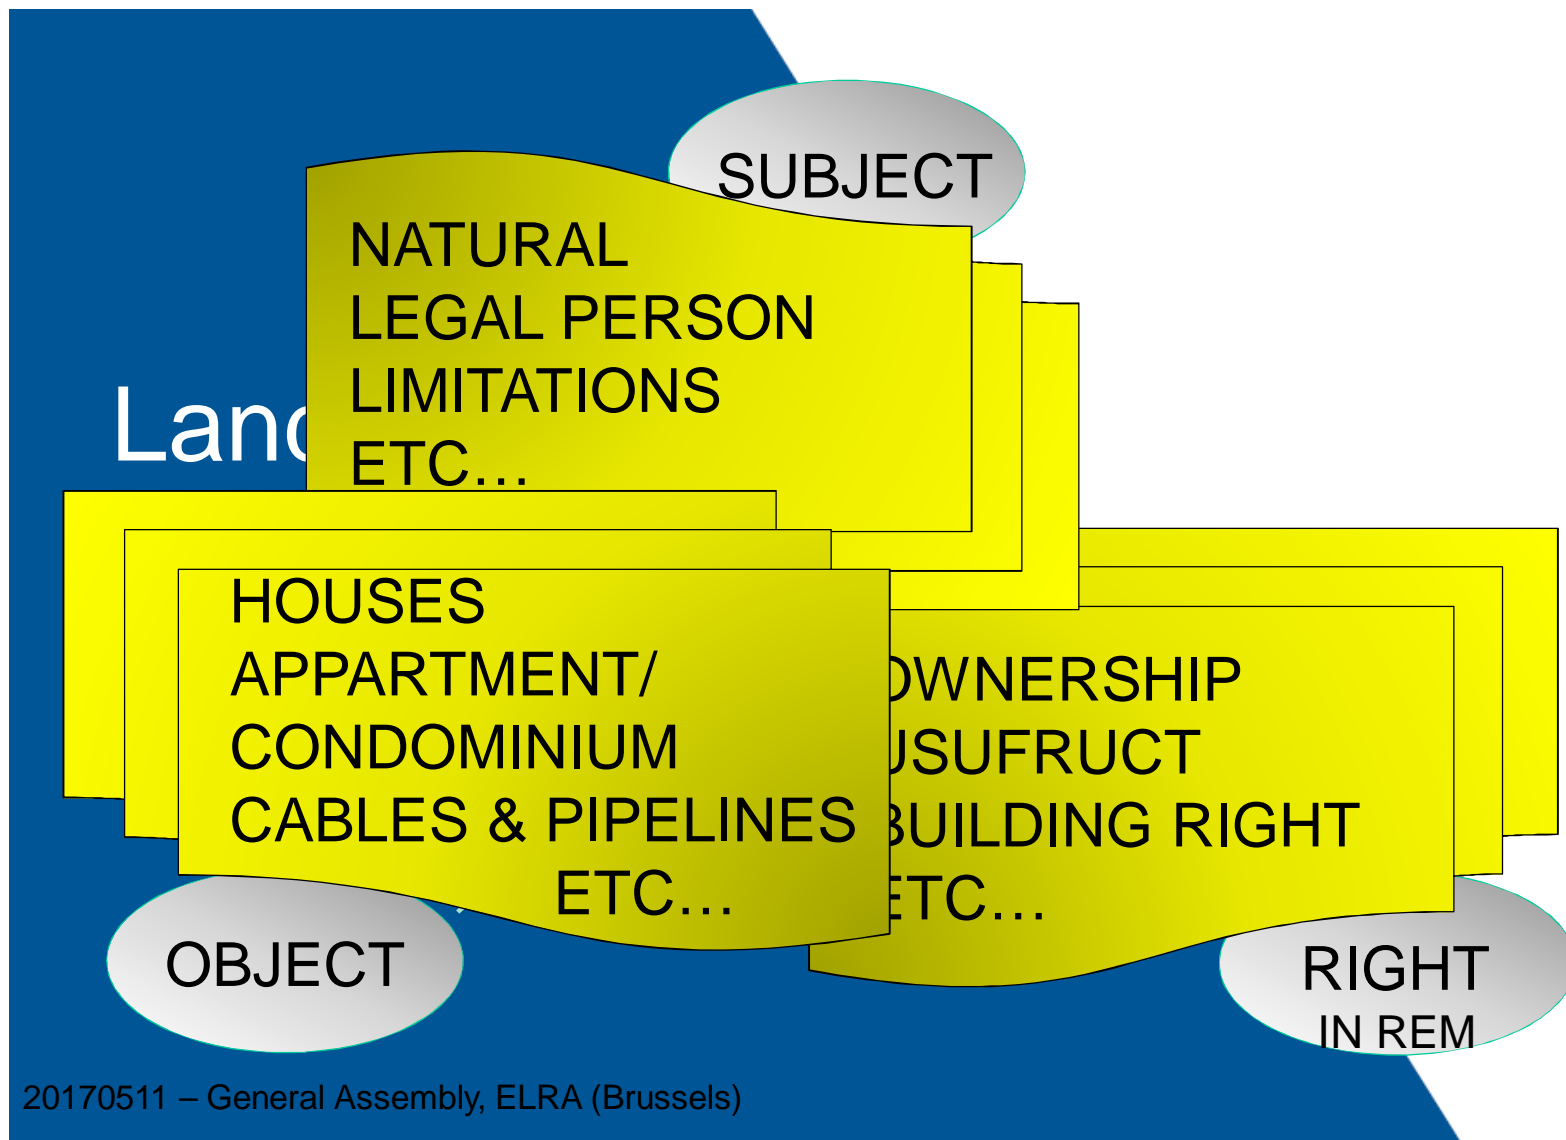 SUBJECT
NATURAL
LEGAL PERSON
LIMITATIONS
ETC…
HOUSES
APPARTMENT/
CONDOMINIUM
CABLES & PIPELINES
ETC…
OWNERSHIP
USUFRUCT
BUILDING RIGHT
ETC…
OBJECT
RIGHT
IN REM
20170511 – General Assembly, ELRA (Brussels)